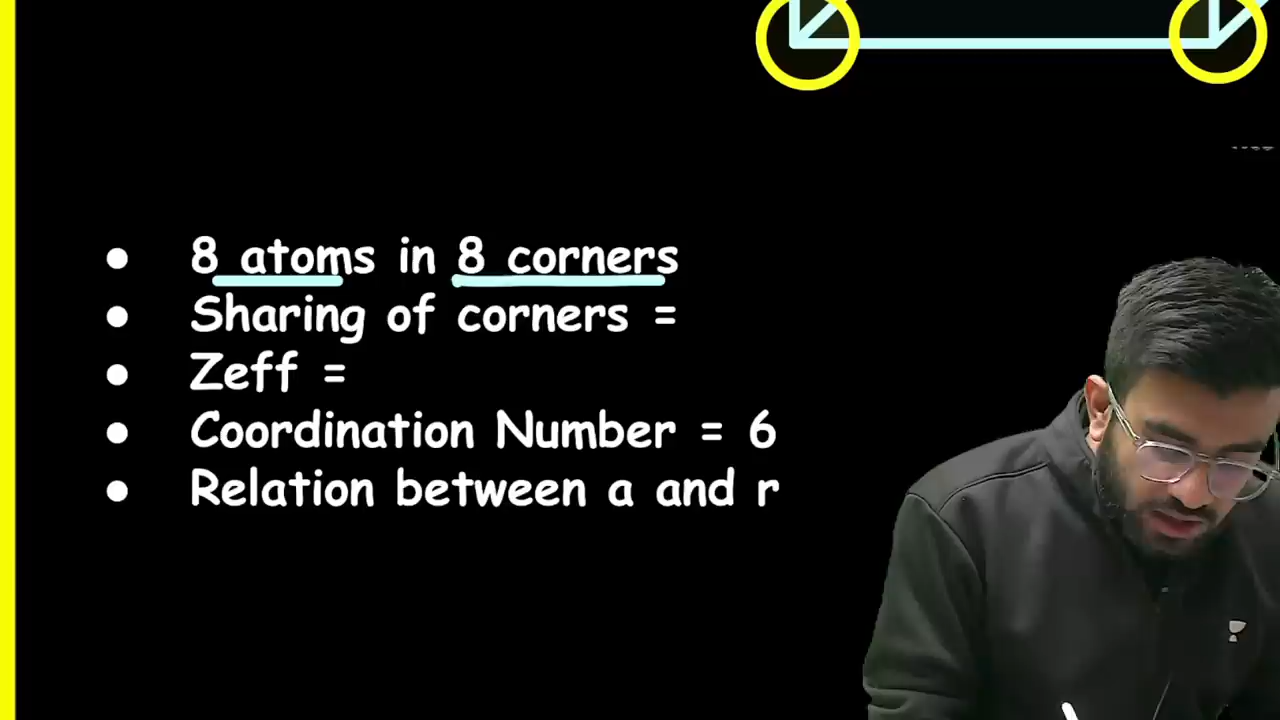 ● 8 atoms in 8 corners
● Sharing of corners =
● Zeff =
● Coordination Number = 6
● Relation between a and r